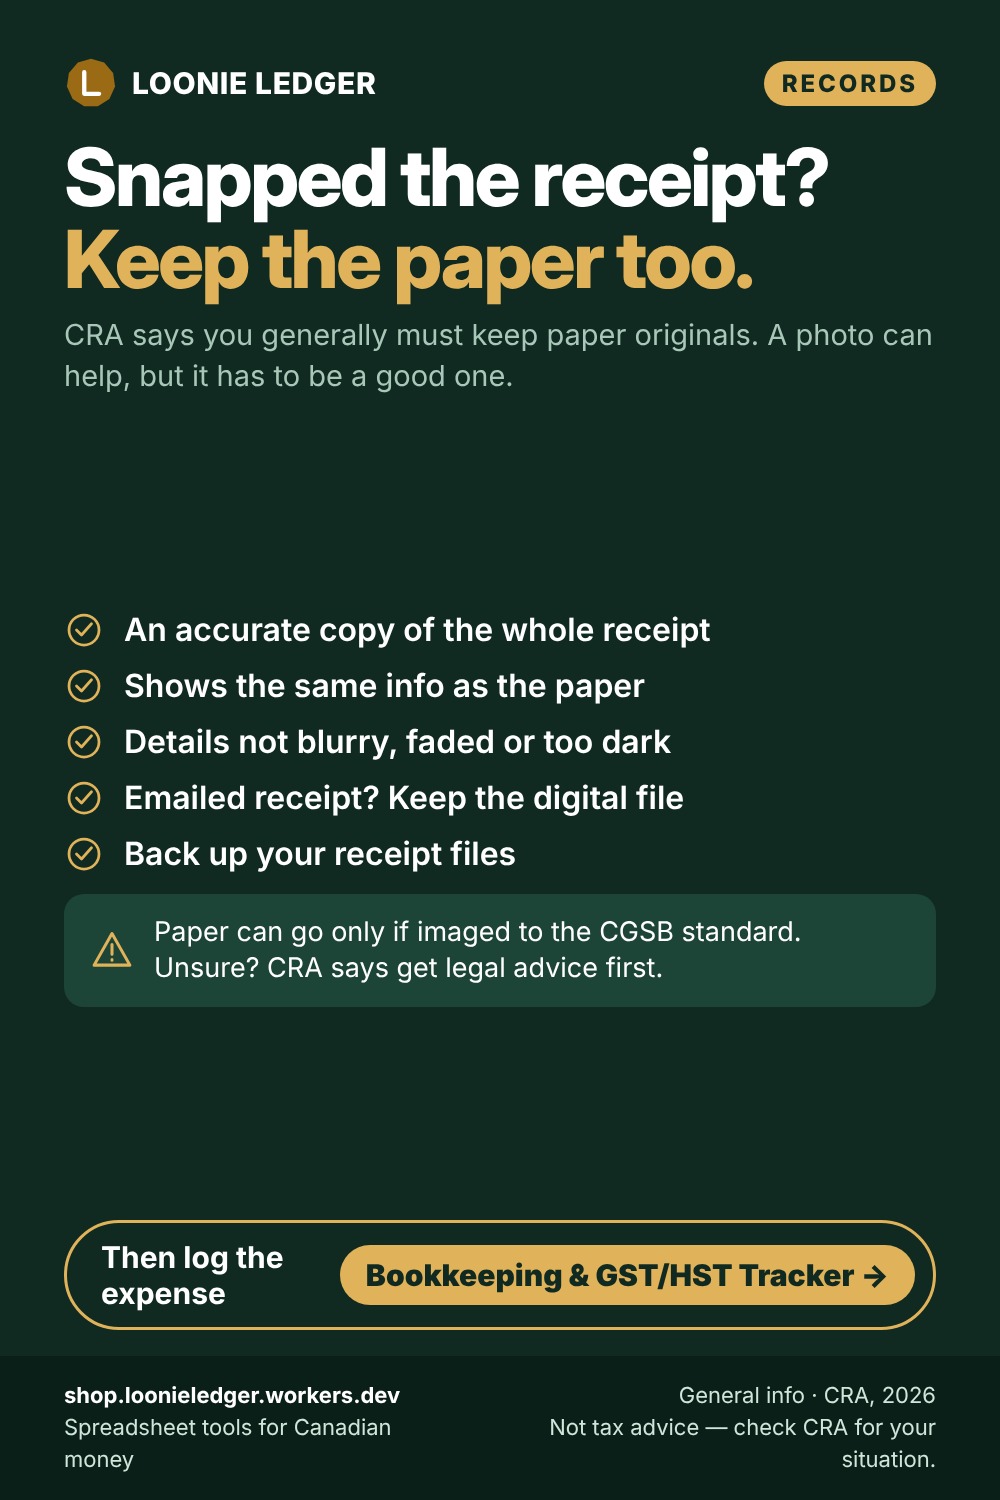 L LOONIE LEDGER
RECORDS
Snapped the receipt?
Keep the paper too.
CRA says you generally must keep paper originals. A photo can
help, but it has to be a good one.
An accurate copy of the whole receipt
Shows the same info as the paper
Details not blurry, faded or too dark
Emailed receipt? Keep the digital file
Back up your receipt files
Paper can go only if imaged to the CGSB standard.
Unsure? CRA says get legal advice first.
Then log the
expense
Bookkeeping & GST/HST Tracker →
shop.loonieledger.workers.dev
Spreadsheet tools for Canadian
money
General info · CRA, 2026
Not tax advice — check CRA for your
situation.